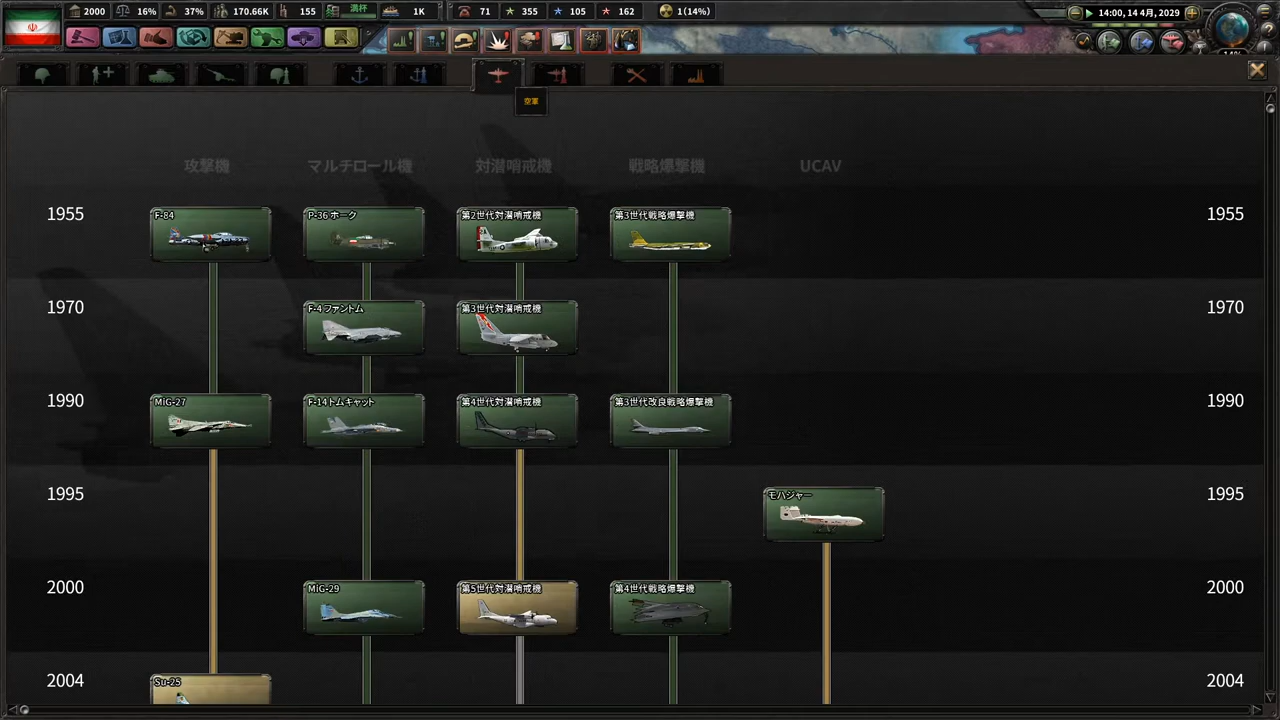 2000 16% 37% 170.66K 155 満杯 1K 71 355 105 162 1(14%) 14:00, 14 4月, 2029
14%
空軍
攻撃機 マルチロール機 対潜哨戒機 戦略爆撃機 UCAV
1955 F-84 P-36 ホーク 第2世代対潜哨戒機 第3世代戦略爆撃機 1955
1970 F-4 ファントム 第3世代対潜哨戒機 1970
1990 MiG-27 F-14トムキャット 第4世代対潜哨戒機 第3世代改良戦略爆撃機 1990
1995 モハジャー 1995
2000 MiG-29 第5世代対潜哨戒機 第4世代戦略爆撃機 2000
2004 Su-25 2004